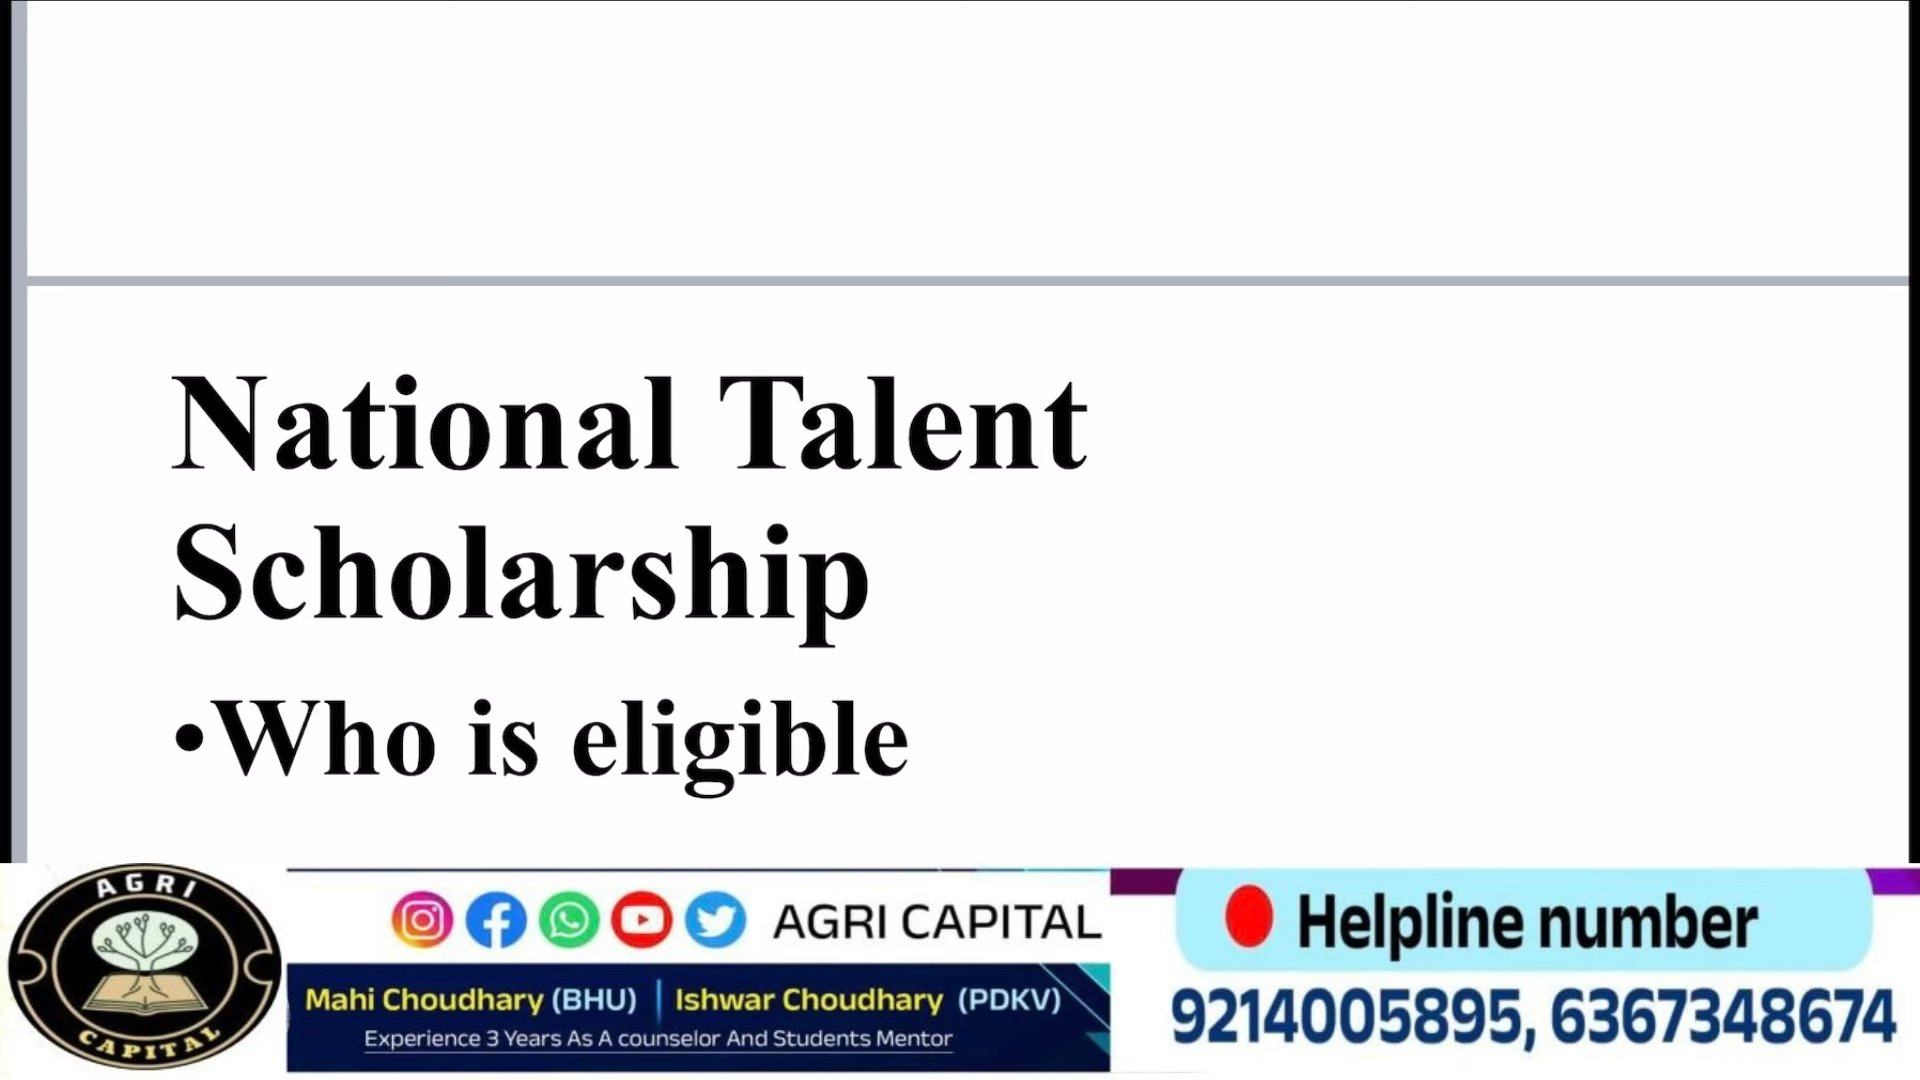 National Talent
Scholarship
•Who is eligible
AGRI
CAPITAL
AGRI CAPITAL
Mahi Choudhary (BHU) | Ishwar Choudhary (PDKV)
Experience 3 Years As A counselor And Students Mentor
Helpline number
9214005895, 6367348674